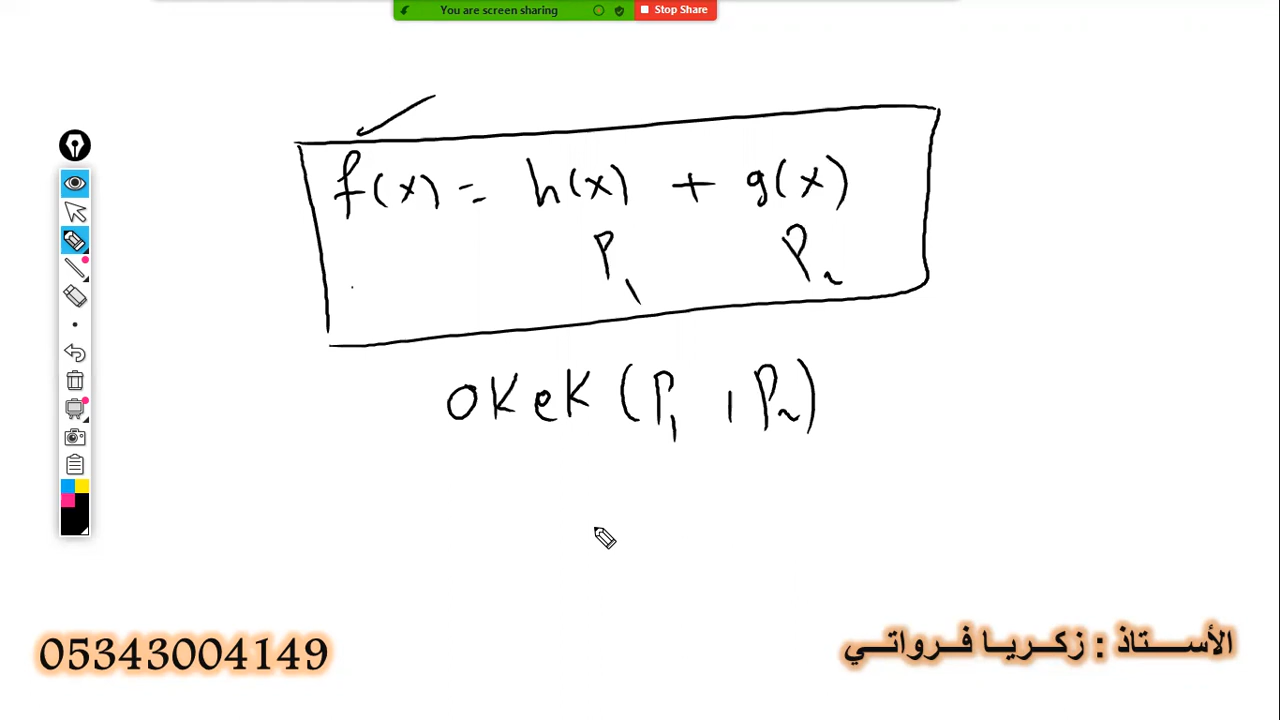 You are screen sharing Stop Share
f(x) = h(x) + g(x)
P₁ P₂
OKEK (P₁ , P₂)
05343004149
الأستاذ : زكريا فرواتي